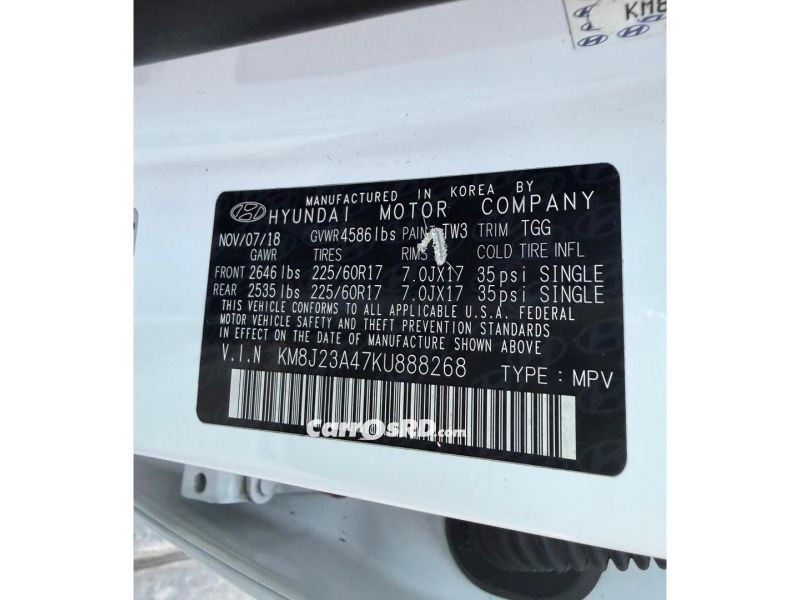 KM8
MANUFACTURED IN KOREA BY
HYUNDAI MOTOR COMPANY
NOV/07/18 GVWR 4586 lbs PAINT TW3 TRIM TGG
GAWR TIRES RIMS COLD TIRE INFL
FRONT 2646 lbs 225/60R17 7.0JX17 35psi SINGLE
REAR 2535 lbs 225/60R17 7.0JX17 35psi SINGLE
THIS VEHICLE CONFORMS TO ALL APPLICABLE U.S.A. FEDERAL
MOTOR VEHICLE SAFETY AND THEFT PREVENTION STANDARDS
IN EFFECT ON THE DATE OF MANUFACTURE SHOWN ABOVE
V.I.N KM8J23A47KU888268 TYPE : MPV
CarrOsRD.com